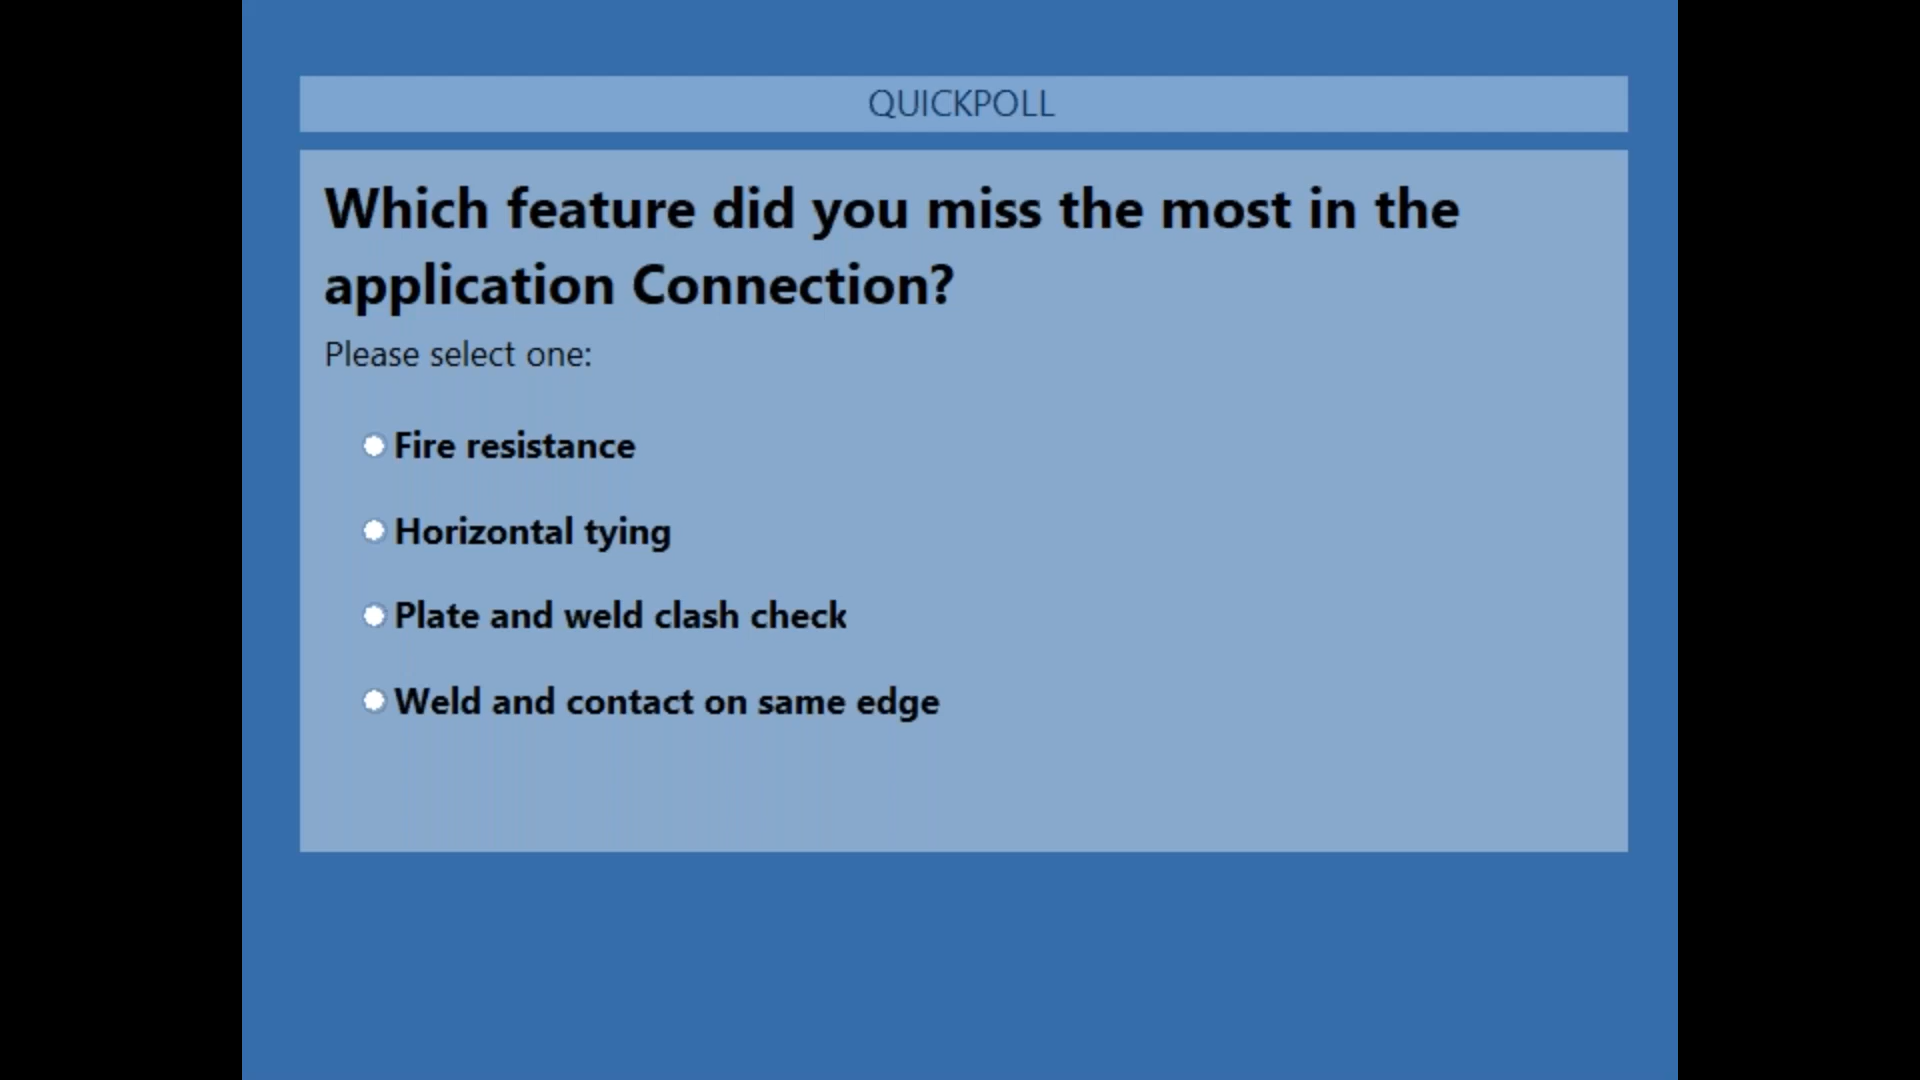 QUICKPOLL
Which feature did you miss the most in the
application Connection?
Please select one:
Fire resistance
Horizontal tying
Plate and weld clash check
Weld and contact on same edge